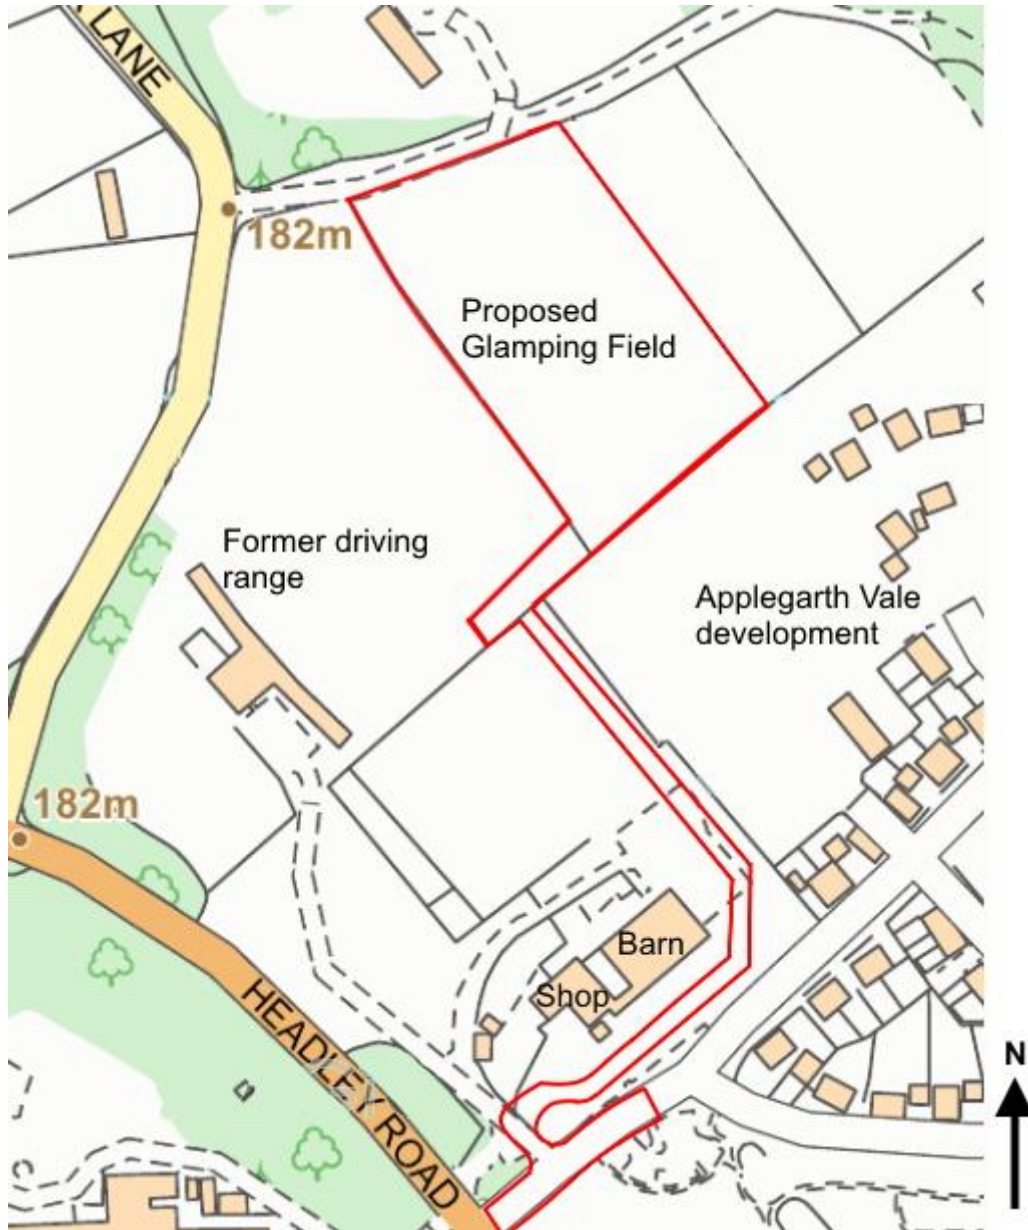 LANE
182m
Proposed
Glamping Field
Former driving
range
Applegarth Vale
development
182m
Barn
Shop
HEADLEY ROAD
N